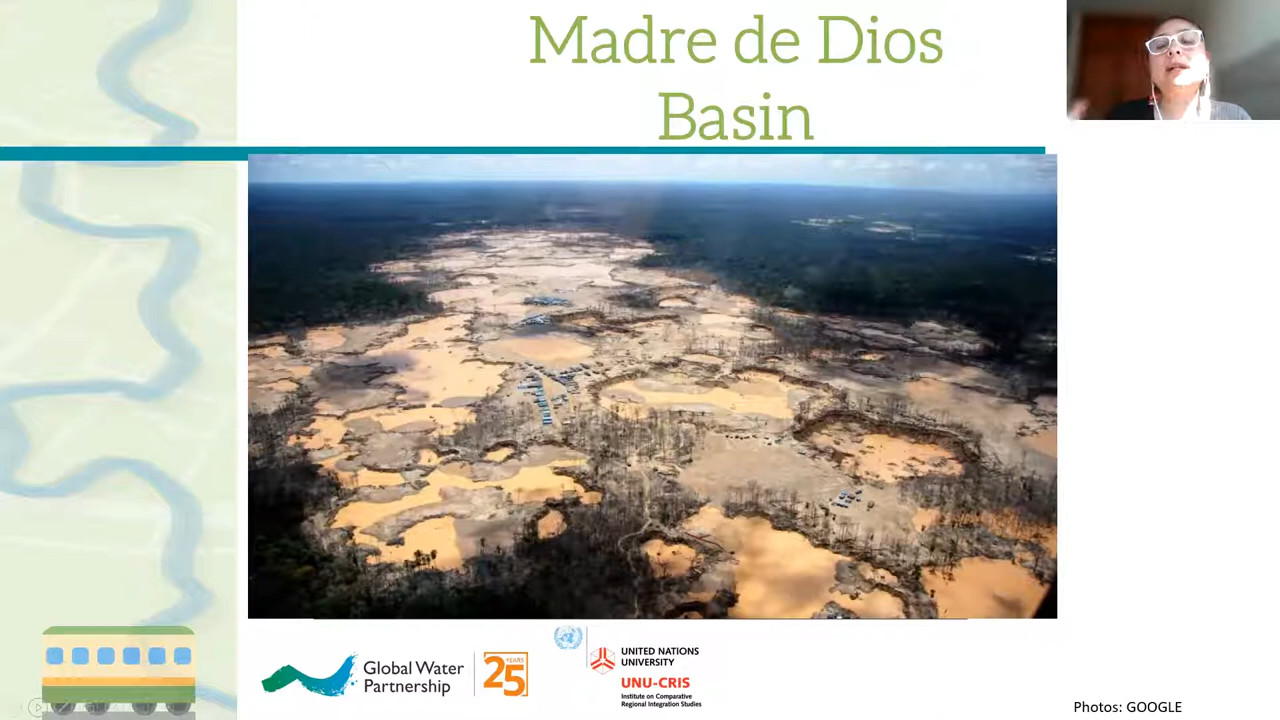 Madre de Dios
Basin
Global Water
Partnership
25
YEARS
UNITED NATIONS
UNIVERSITY
UNU-CRIS
Institute on Comparative
Regional Integration Studies
Photos: GOOGLE